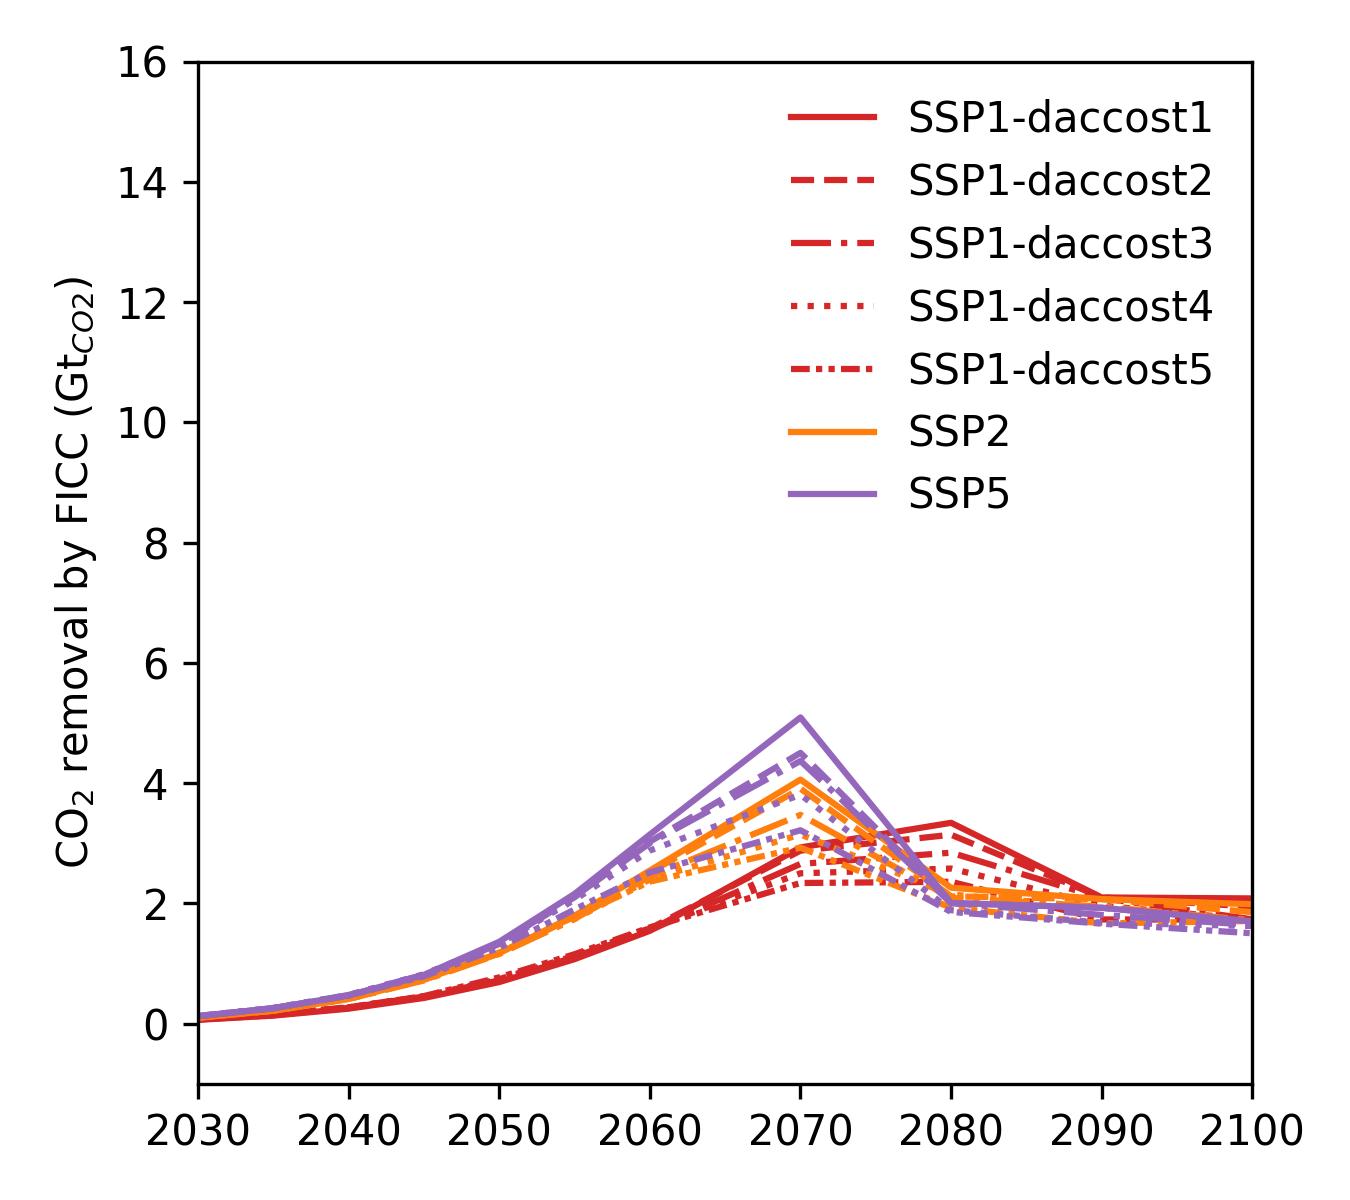 CO₂ removal by FICC (Gt_CO2)
16
14
12
10
8
6
4
2
0
2030 2040 2050 2060 2070 2080 2090 2100
SSP1-daccost1
SSP1-daccost2
SSP1-daccost3
SSP1-daccost4
SSP1-daccost5
SSP2
SSP5